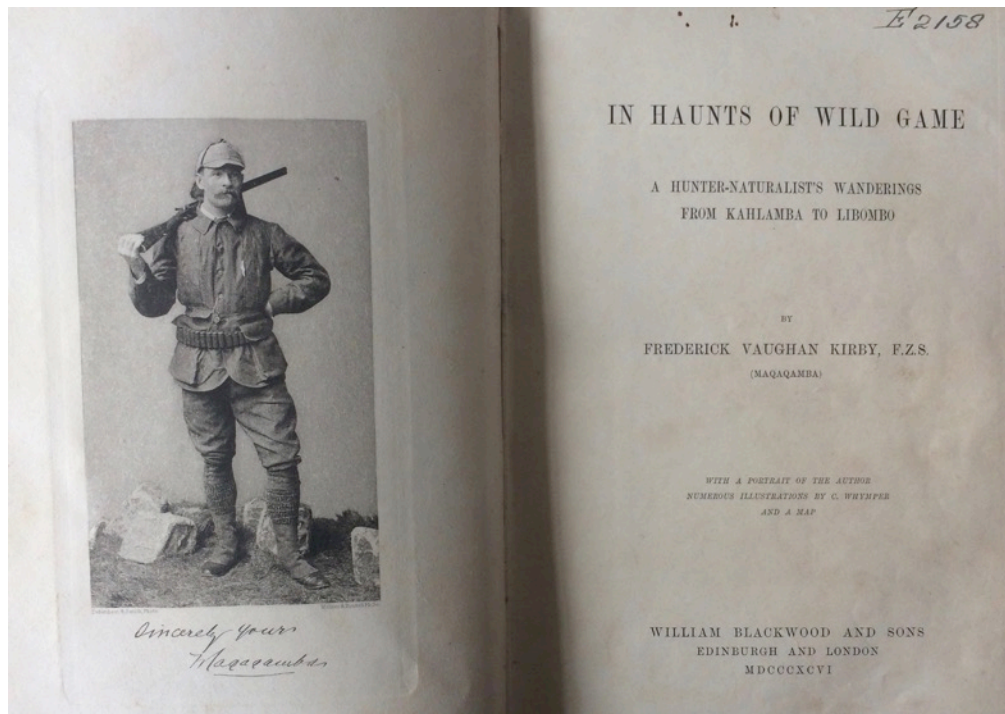 Sincerely yours
Maqaqamba
E 2158
IN HAUNTS OF WILD GAME
A HUNTER-NATURALIST'S WANDERINGS
FROM KAHLAMBA TO LIBOMBO
BY
FREDERICK VAUGHAN KIRBY, F.Z.S.
(MAQAQAMBA)
WITH A PORTRAIT OF THE AUTHOR
NUMEROUS ILLUSTRATIONS BY C. WHYMPER
AND A MAP
WILLIAM BLACKWOOD AND SONS
EDINBURGH AND LONDON
MDCCCXCVI